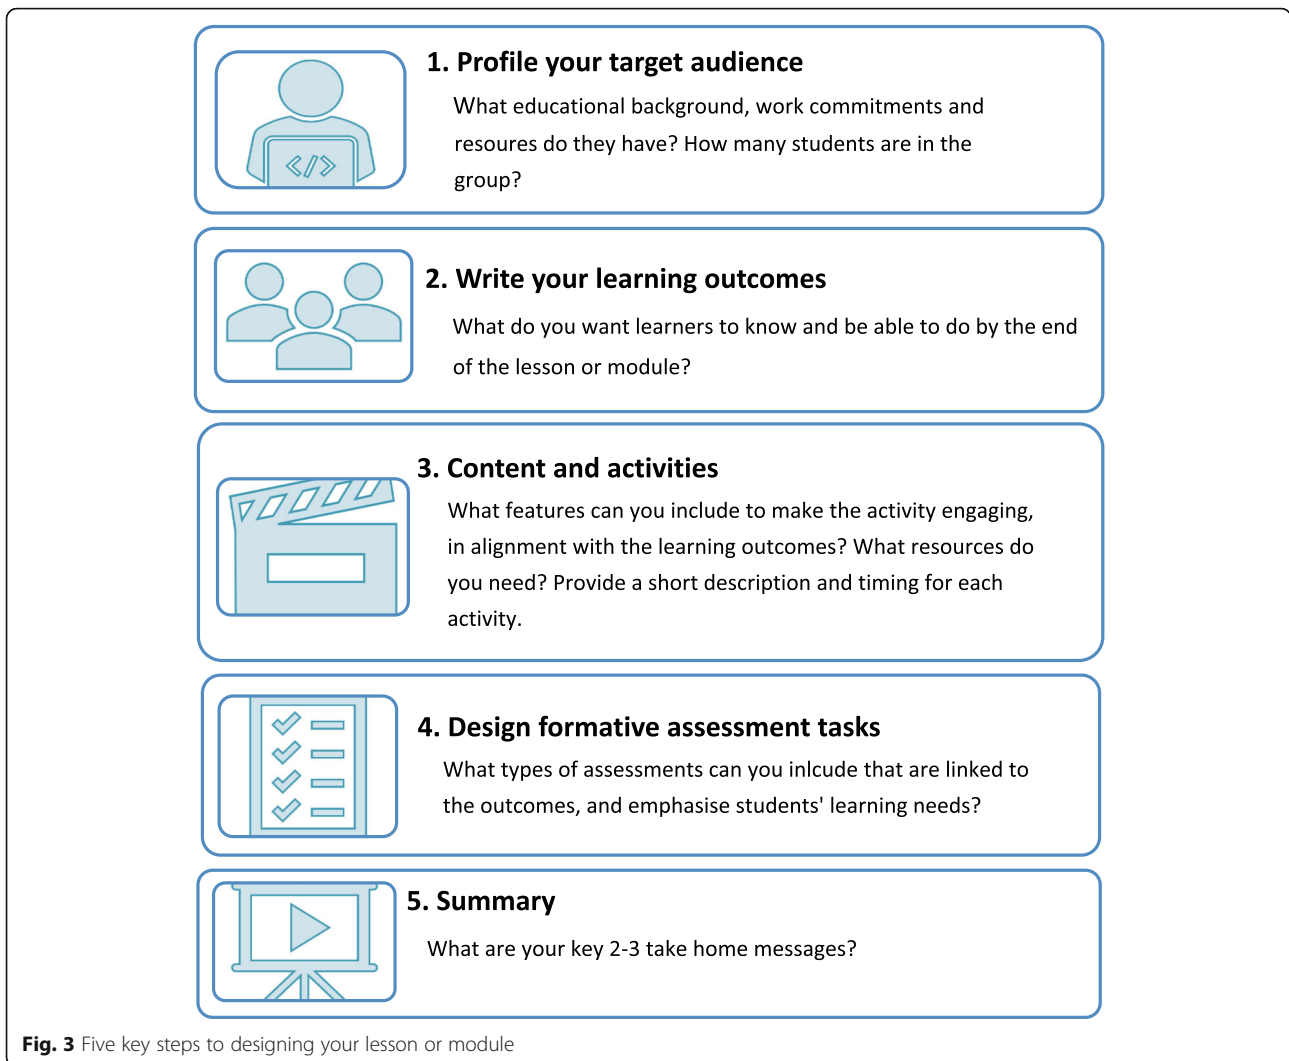 1. Profile your target audience
What educational background, work commitments and
resoures do they have? How many students are in the
group?
2. Write your learning outcomes
What do you want learners to know and be able to do by the end
of the lesson or module?
3. Content and activities
What features can you include to make the activity engaging,
in alignment with the learning outcomes? What resources do
you need? Provide a short description and timing for each
activity.
4. Design formative assessment tasks
What types of assessments can you inlcude that are linked to
the outcomes, and emphasise students' learning needs?
5. Summary
What are your key 2-3 take home messages?
Fig. 3 Five key steps to designing your lesson or module